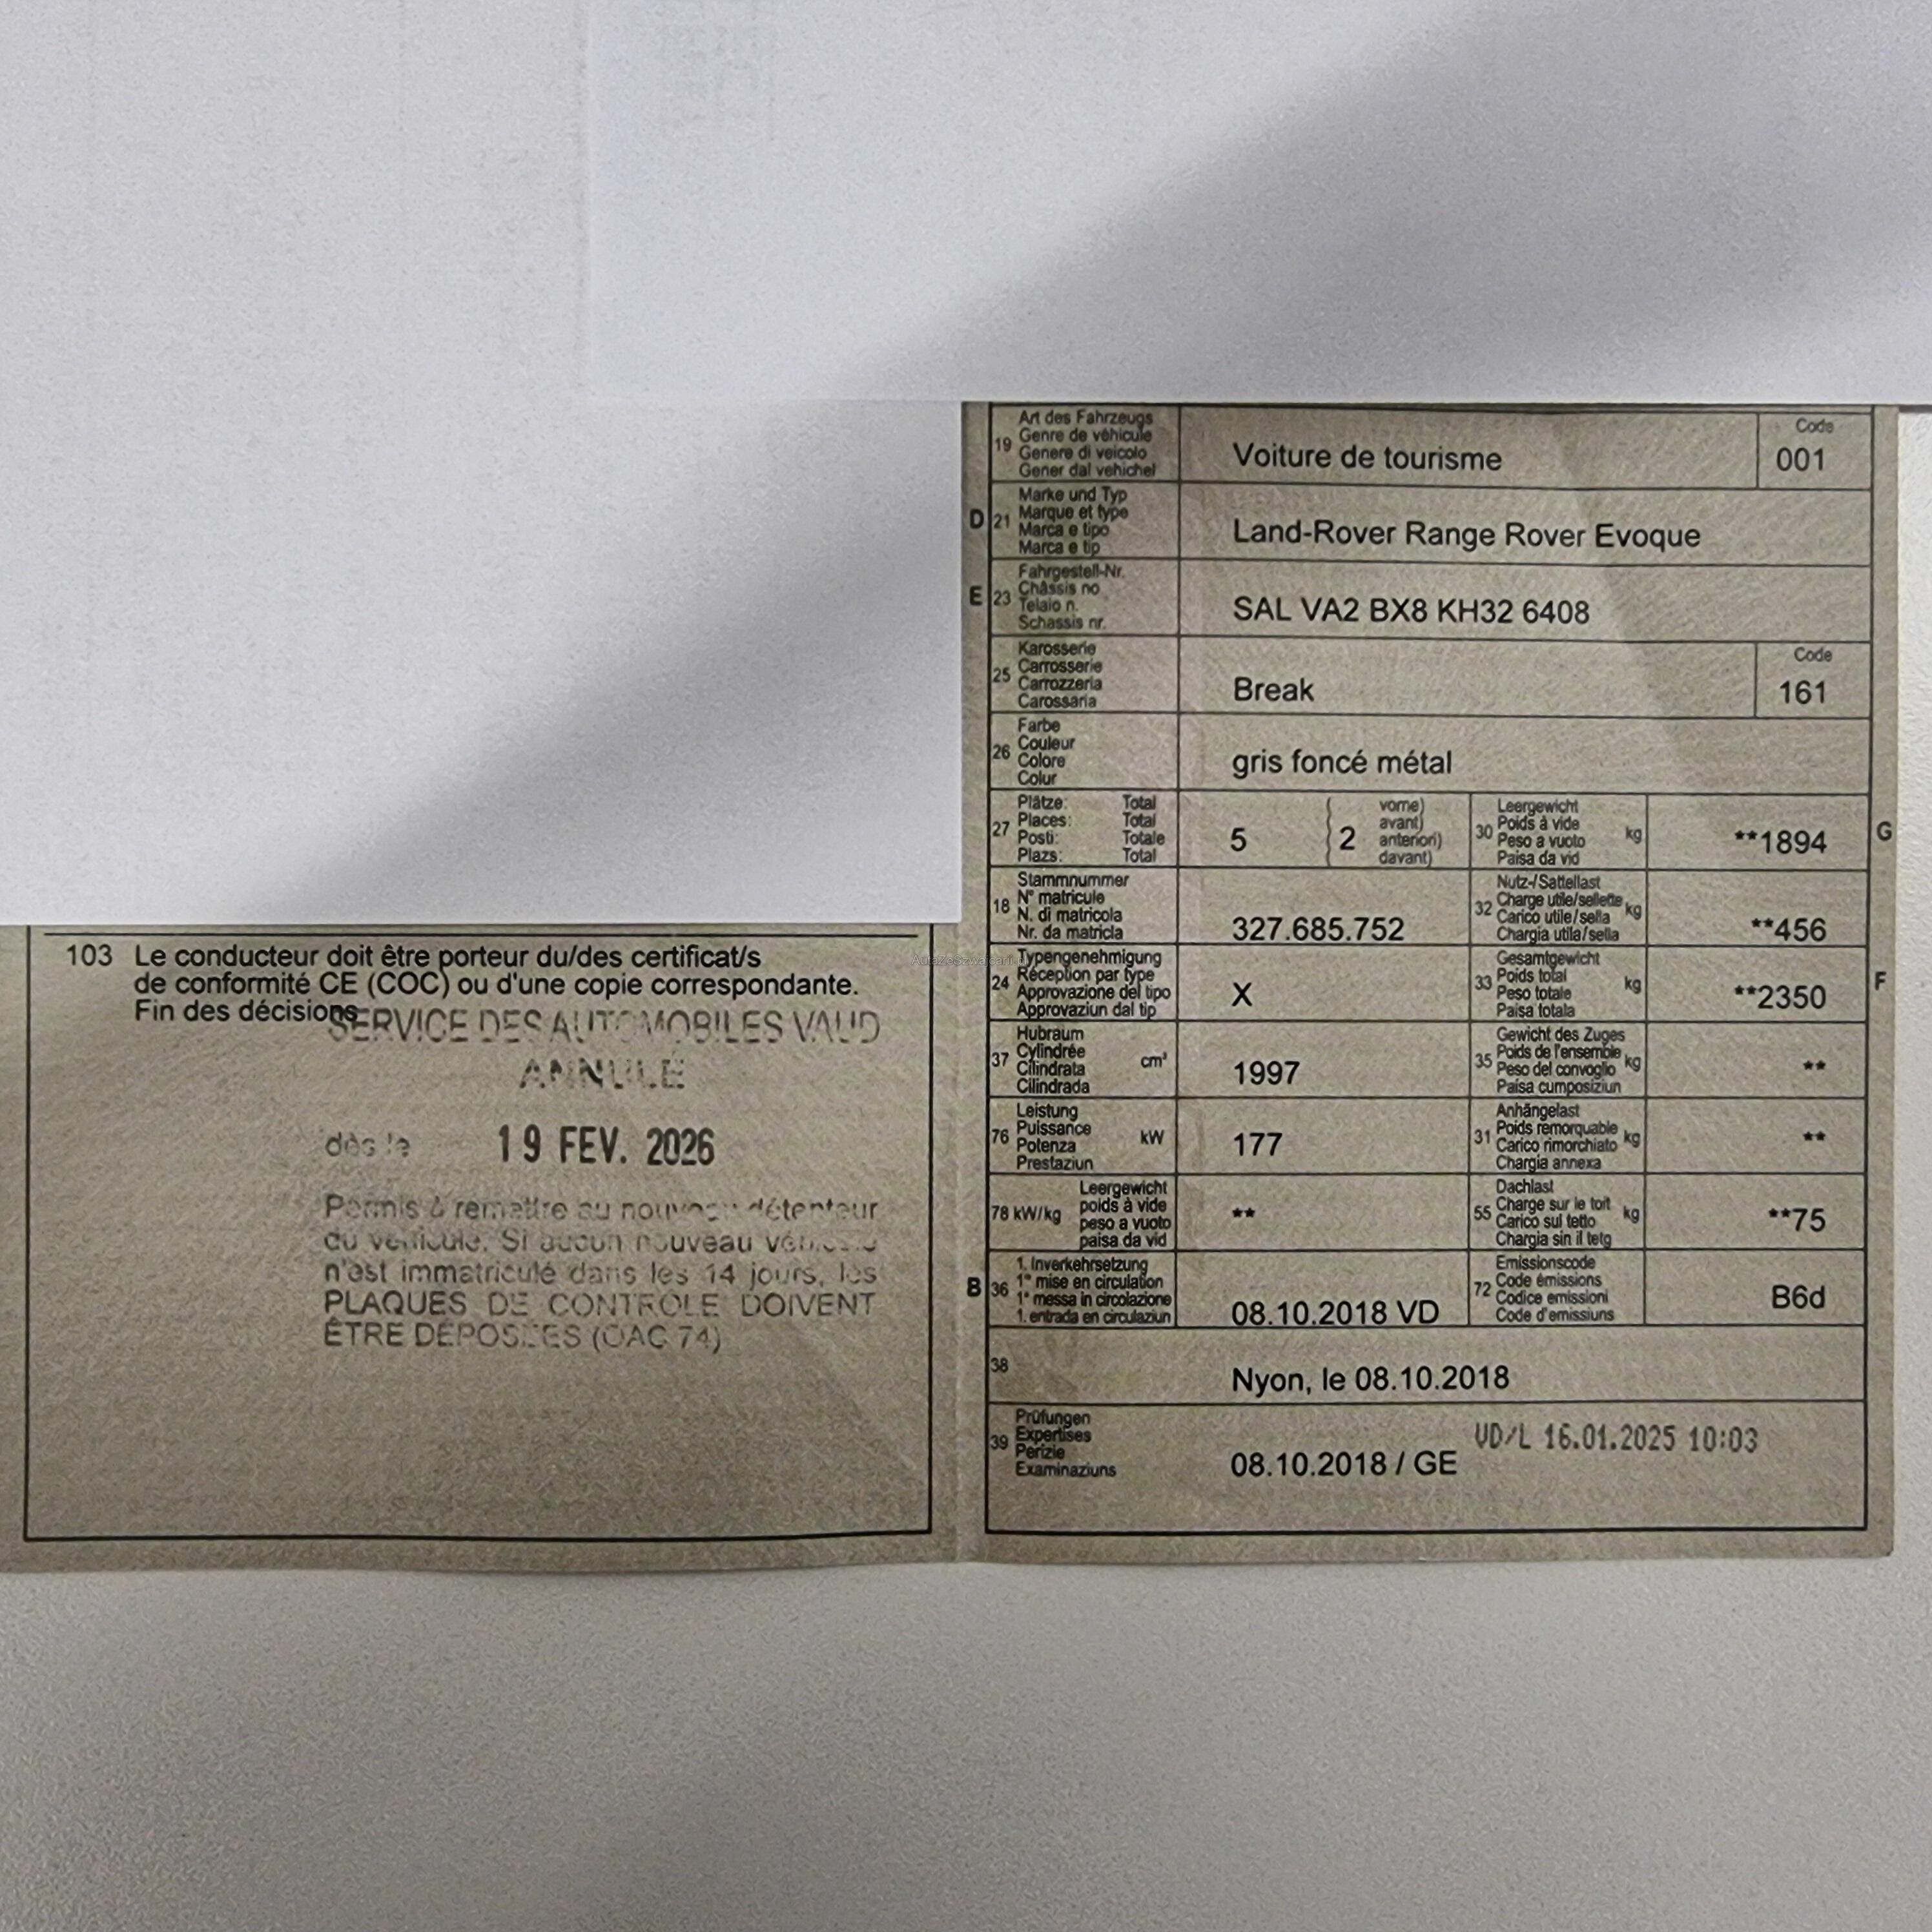 103 Le conducteur doit être porteur du/des certificat/s
de conformité CE (COC) ou d'une copie correspondante.
Fin des décisions
SERVICE DES AUTOMOBILES VAUD
ANNULÉ
dès le 19 FEV. 2026
Permis à remettre au nouveau détenteur
du véhicule. Si aucun nouveau véhicule
n'est immatriculé dans les 14 jours, les
PLAQUES DE CONTRÔLE DOIVENT
ÊTRE DÉPOSÉES (OAC 74)
19
Art des Fahrzeugs
Genre de véhicule
Genere di veicolo
Gener dal vehichel
Voiture de tourisme
Code
001
D 21
Marke und Typ
Marque et type
Marca e tipo
Marca e tip
Land-Rover Range Rover Evoque
E 23
Fahrgestell-Nr.
Châssis no
Telaio n.
Schassis nr.
SAL VA2 BX8 KH32 6408
25
Karosserie
Carrosserie
Carrozzeria
Carossaria
Break
Code
161
26
Farbe
Couleur
Colore
Colur
gris foncé métal
27
Plätze: Total
Places: Total
Posti: Totale
Plazs: Total
5 ( 2
vorne)
avant)
anteriori)
davant)
30
Leergewicht
Poids à vide
Peso a vuoto
Paisa da vid
kg
**1894
G
18
Stammnummer
N° matricule
N. di matricola
Nr. da matricla
327.685.752
32
Nutz-/Sattellast
Charge utile/sellette
Carico utile/sella
Chargia utila/sella
kg
**456
24
Typengenehmigung
Réception par type
Approvazione del tipo
Approvaziun dal tip
X
33
Gesamtgewicht
Poids total
Peso totale
Paisa totala
kg
**2350
F
37
Hubraum
Cylindrée
Cilindrata
Cilindrada
cm³
1997
35
Gewicht des Zuges
Poids de l'ensemble
Peso del convoglio
Paisa cumposiziun
kg
**
76
Leistung
Puissance
Potenza
Prestaziun
kW
177
31
Anhängelast
Poids remorquable
Carico rimorchiato
Chargia annexa
kg
**
78 kW/kg
Leergewicht
poids à vide
peso a vuoto
paisa da vid
**
55
Dachlast
Charge sur le toit
Carico sul tetto
Chargia sin il tetg
kg
**75
B 36
1. Inverkehrsetzung
1° mise en circulation
1° messa in circolazione
1. entrada en circulaziun
08.10.2018 VD
72
Emissionscode
Code émissions
Codice emissioni
Code d'emissiuns
B6d
38
Nyon, le 08.10.2018
39
Prüfungen
Expertises
Perizie
Examinaziuns
08.10.2018 / GE
VD/L 16.01.2025 10:03